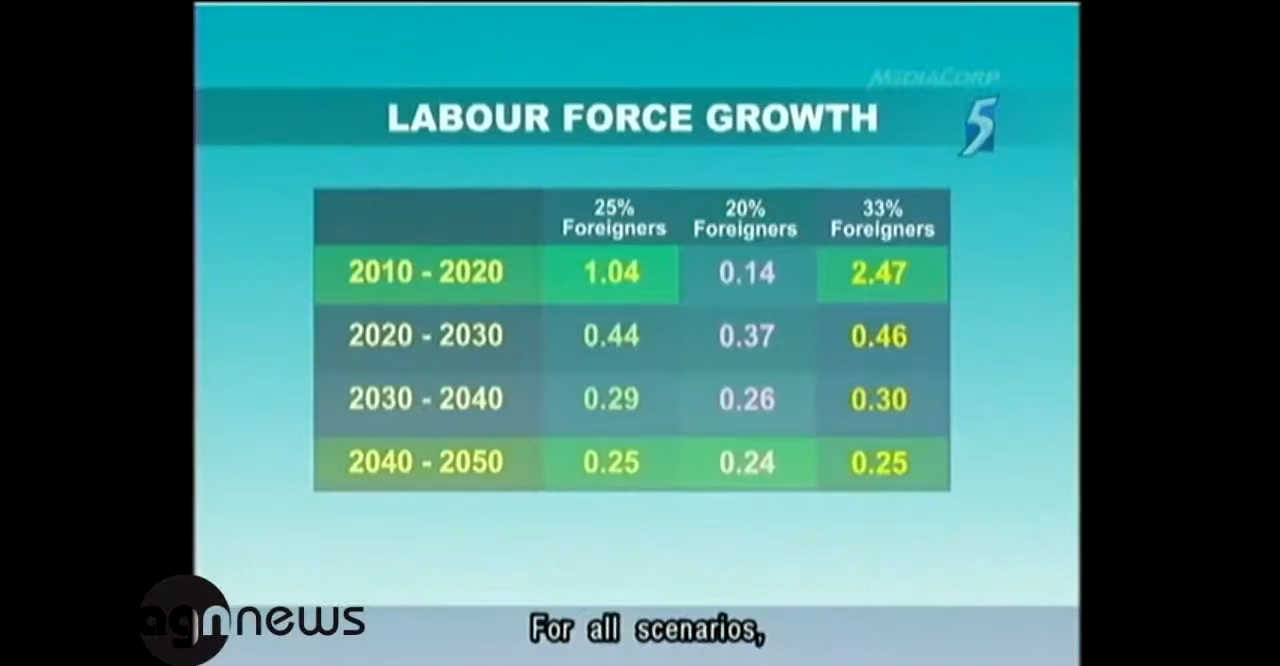 MEDIACORP
5
LABOUR FORCE GROWTH
25% Foreigners 20% Foreigners 33% Foreigners
2010 - 2020 1.04 0.14 2.47
2020 - 2030 0.44 0.37 0.46
2030 - 2040 0.29 0.26 0.30
2040 - 2050 0.25 0.24 0.25
agnnews
For all scenarios,